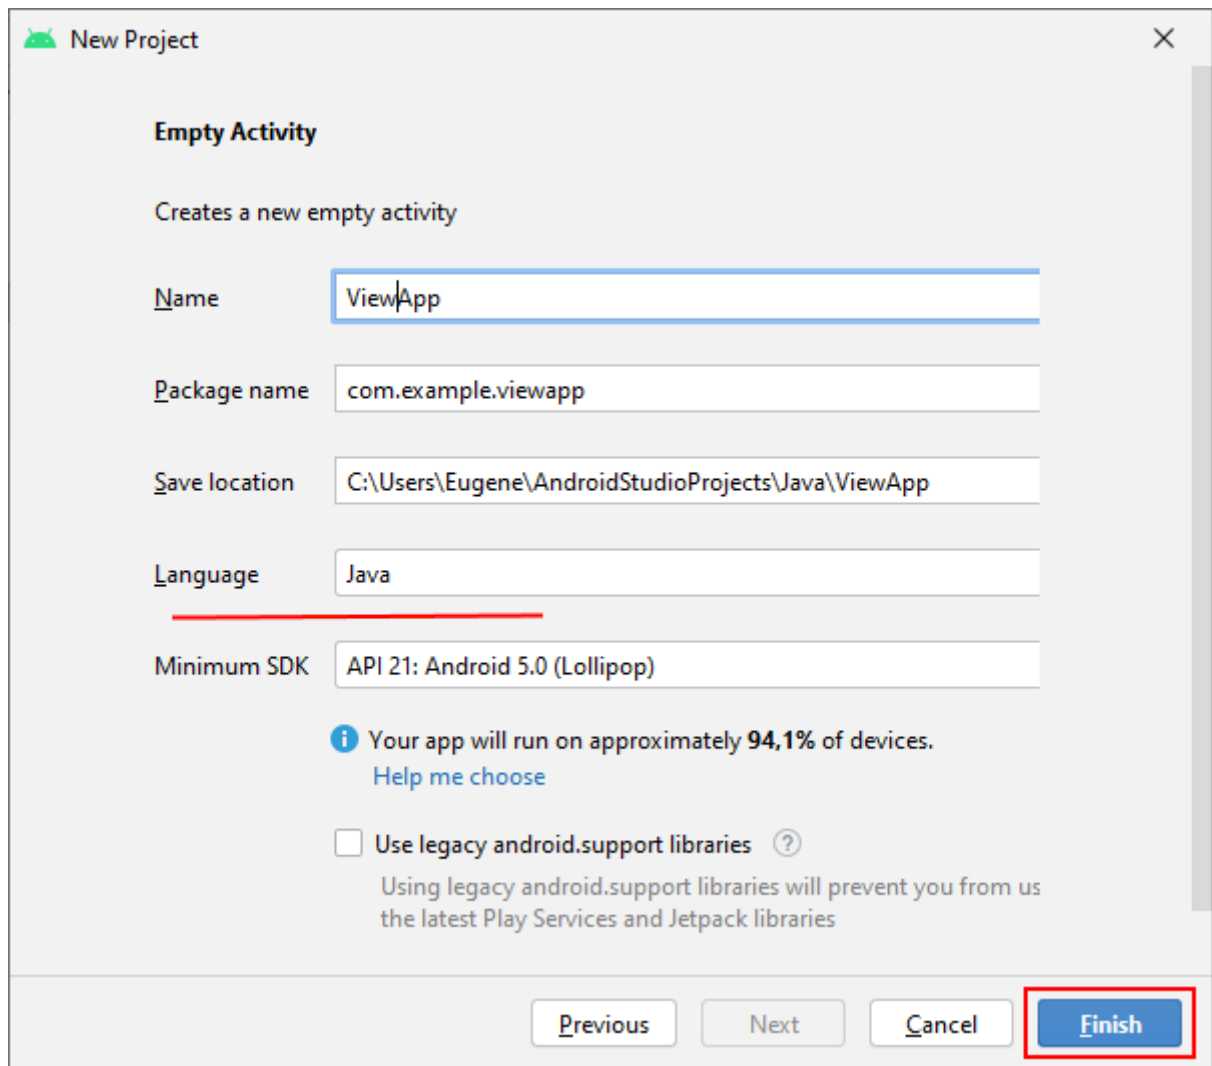 New Project
Empty Activity
Creates a new empty activity
Name ViewApp
Package name com.example.viewapp
Save location C:\Users\Eugene\AndroidStudioProjects\Java\ViewApp
Language Java
Minimum SDK API 21: Android 5.0 (Lollipop)
i Your app will run on approximately 94,1% of devices.
Help me choose
Use legacy android.support libraries ?
Using legacy android.support libraries will prevent you from us
the latest Play Services and Jetpack libraries
Previous Next Cancel Finish